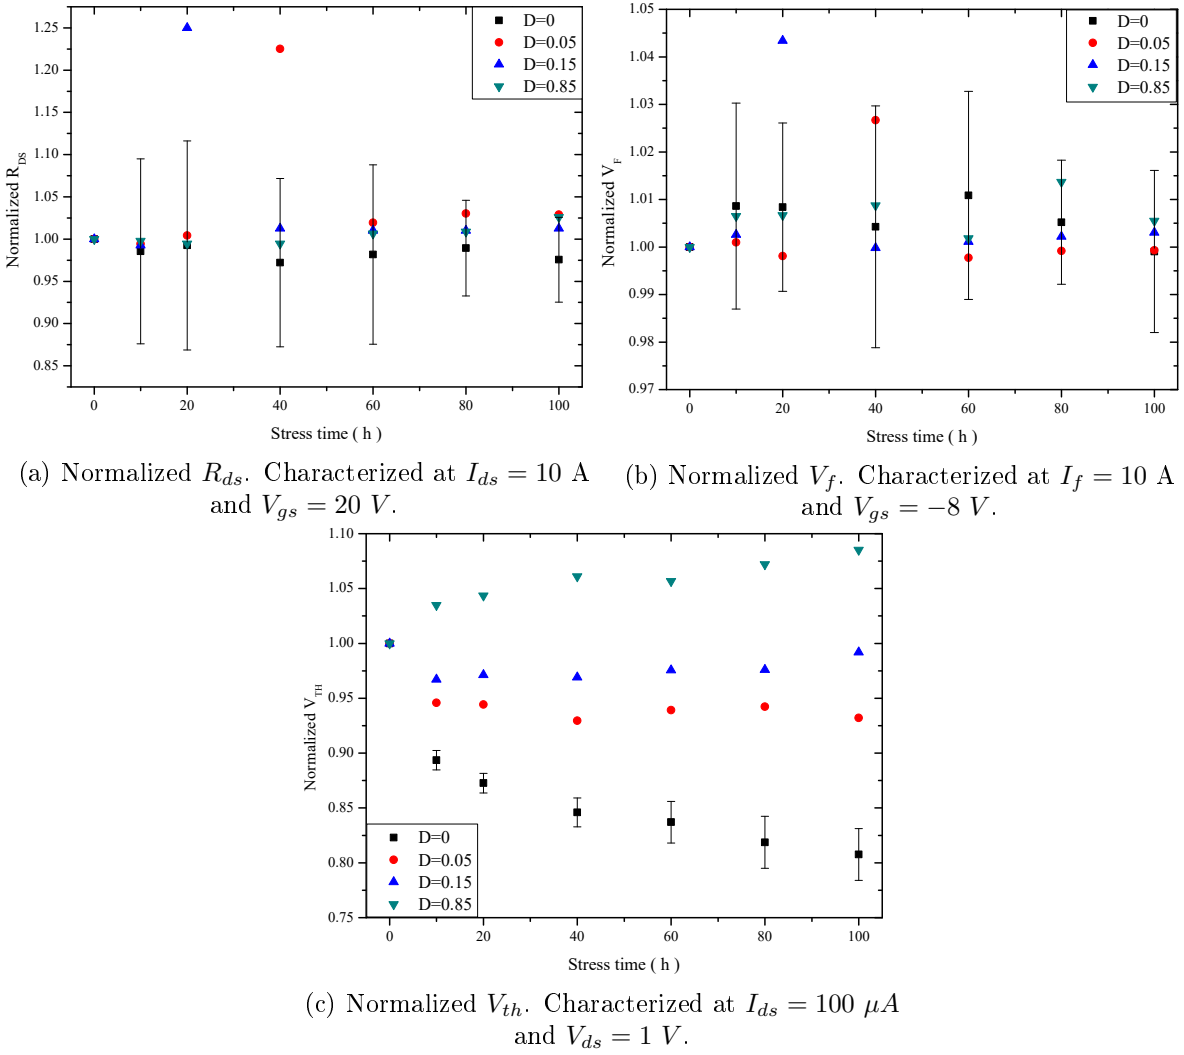 1.25
1.20
1.15
1.10
1.05
1.00
0.95
0.90
0.85
Normalized R_DS
D=0
D=0.05
D=0.15
D=0.85
0 20 40 60 80 100
Stress time ( h )
1.05
1.04
1.03
1.02
1.01
1.00
0.99
0.98
0.97
Normalized V_F
D=0
D=0.05
D=0.15
D=0.85
0 20 40 60 80 100
Stress time ( h )
(a) Normalized R_ds. Characterized at I_ds = 10 A
and V_gs = 20 V.
(b) Normalized V_f. Characterized at I_f = 10 A
and V_gs = −8 V.
1.10
1.05
1.00
0.95
0.90
0.85
0.80
0.75
Normalized V_TH
D=0
D=0.05
D=0.15
D=0.85
0 20 40 60 80 100
Stress time ( h )
(c) Normalized V_th. Characterized at I_ds = 100 μA
and V_ds = 1 V.